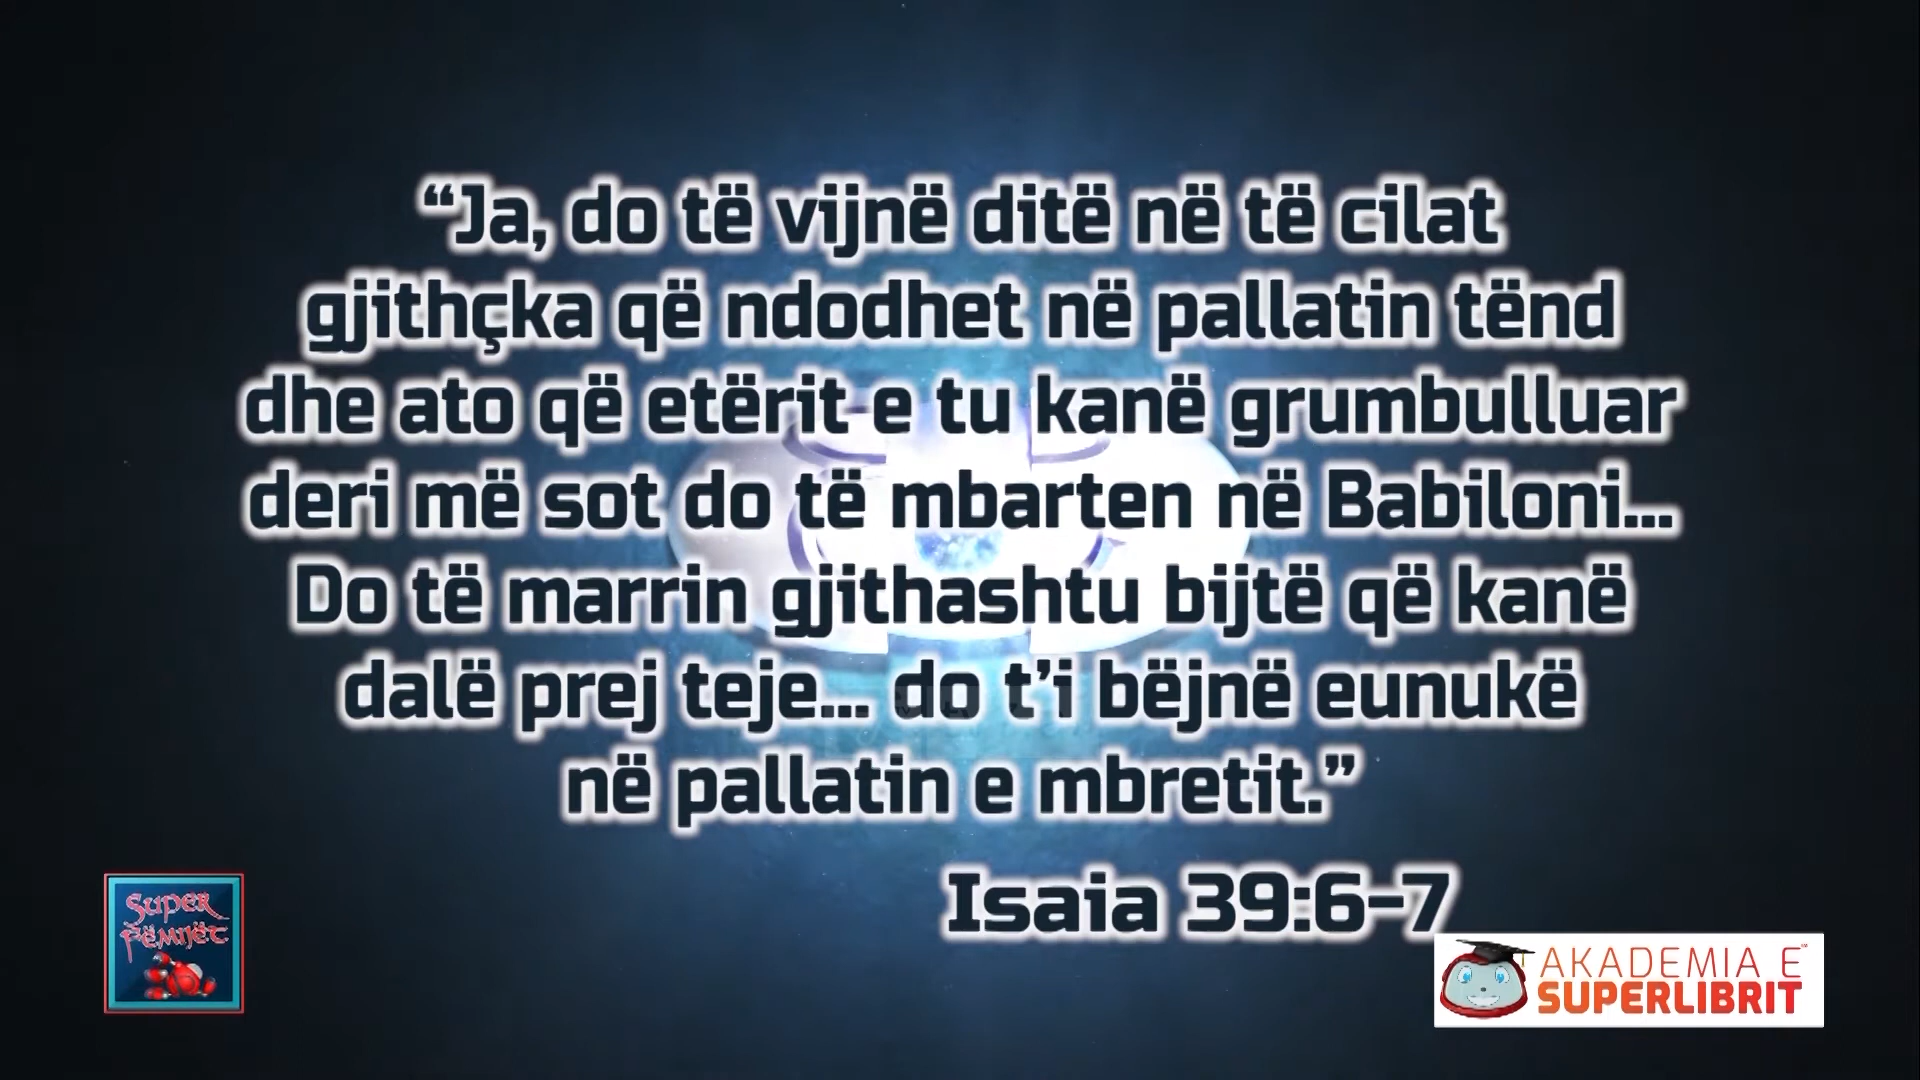 “Ja, do të vijnë ditë në të cilat
gjithçka që ndodhet në pallatin tënd
dhe ato që etërit e tu kanë grumbulluar
deri më sot do të mbarten në Babiloni...
Do të marrin gjithashtu bijtë që kanë
dalë prej teje... do t’i bëjnë eunukë
në pallatin e mbretit.”
Isaia 39:6-7
Super
Fëmijët
AKADEMIA E
SUPERLIBRIT